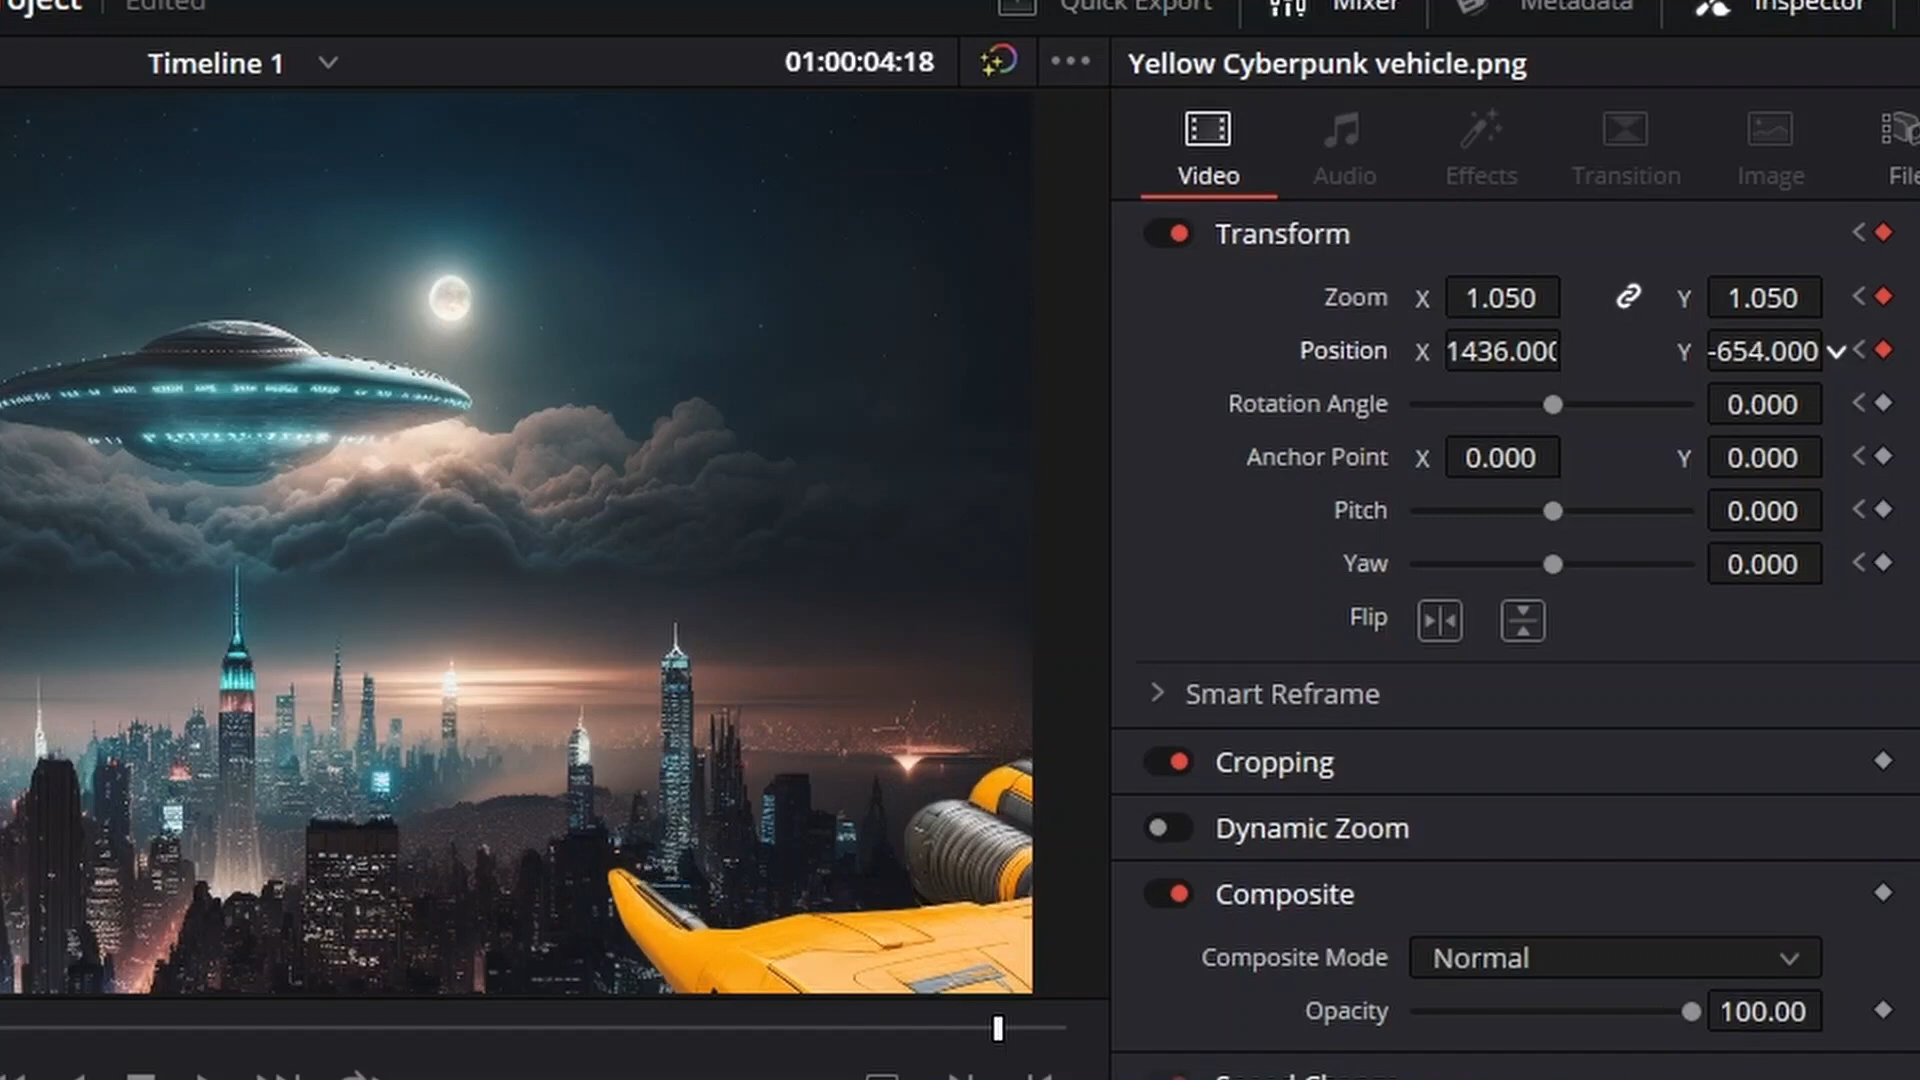 Edited
Quick Export
Mixer
Metadata
Inspector
Timeline 1
01:00:04:18
Yellow Cyberpunk vehicle.png
Video
Audio
Effects
Transition
Image
File
Transform
Zoom X 1.050 Y 1.050
Position X 1436.000 Y -654.000
Rotation Angle 0.000
Anchor Point X 0.000 Y 0.000
Pitch 0.000
Yaw 0.000
Flip
Smart Reframe
Cropping
Dynamic Zoom
Composite
Composite Mode Normal
Opacity 100.00